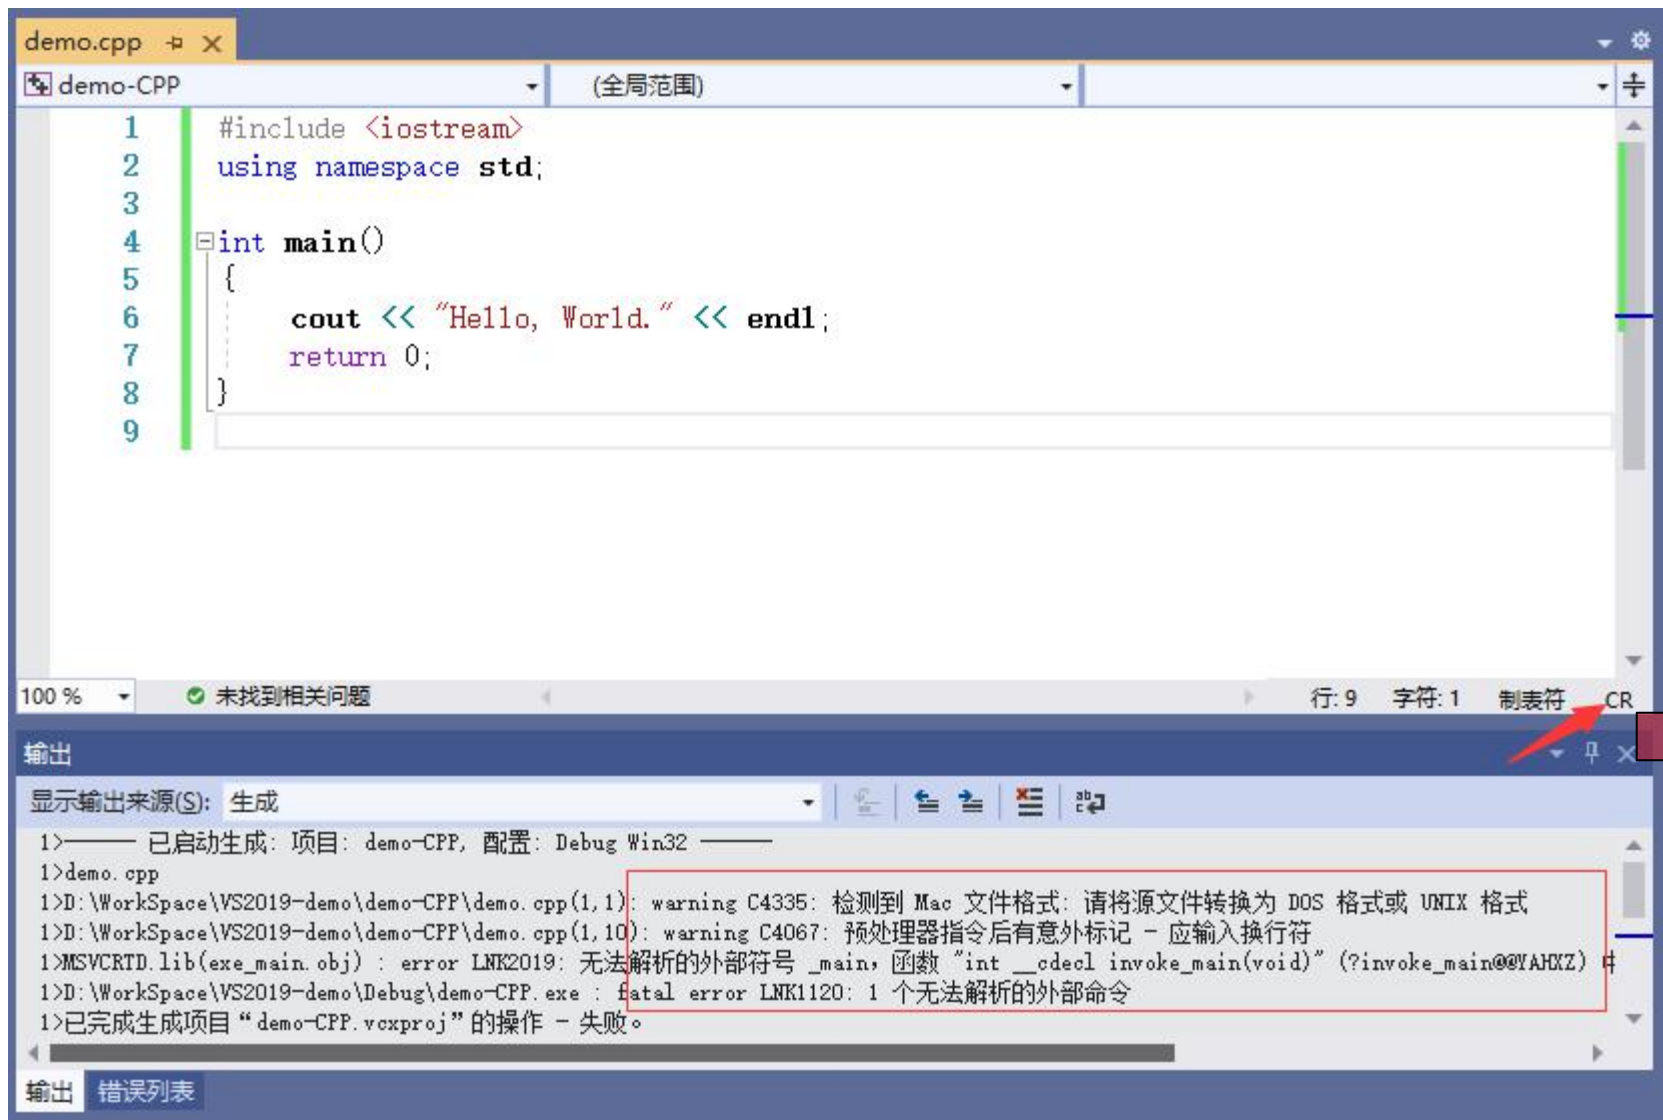 demo.cpp
demo-CPP (全局范围)
1 #include <iostream>
2 using namespace std;
3
4 int main()
5 {
6 cout << "Hello, World." << endl;
7 return 0;
8 }
9
100 % 未找到相关问题 行: 9 字符: 1 制表符 CR
输出
显示输出来源(S): 生成
1>—— 已启动生成: 项目: demo-CPP, 配置: Debug Win32 ——
1>demo.cpp
1>D:\WorkSpace\VS2019-demo\demo-CPP\demo.cpp(1,1): warning C4335: 检测到 Mac 文件格式: 请将源文件转换为 DOS 格式或 UNIX 格式
1>D:\WorkSpace\VS2019-demo\demo-CPP\demo.cpp(1,10): warning C4067: 预处理器指令后有意外标记 - 应输入换行符
1>MSVCRTD.lib(exe_main.obj) : error LNK2019: 无法解析的外部符号 _main，函数 "int __cdecl invoke_main(void)" (?invoke_main@@YAHXZ)
1>D:\WorkSpace\VS2019-demo\Debug\demo-CPP.exe : fatal error LNK1120: 1 个无法解析的外部命令
1>已完成生成项目“demo-CPP.vcxproj”的操作 - 失败。
输出 错误列表